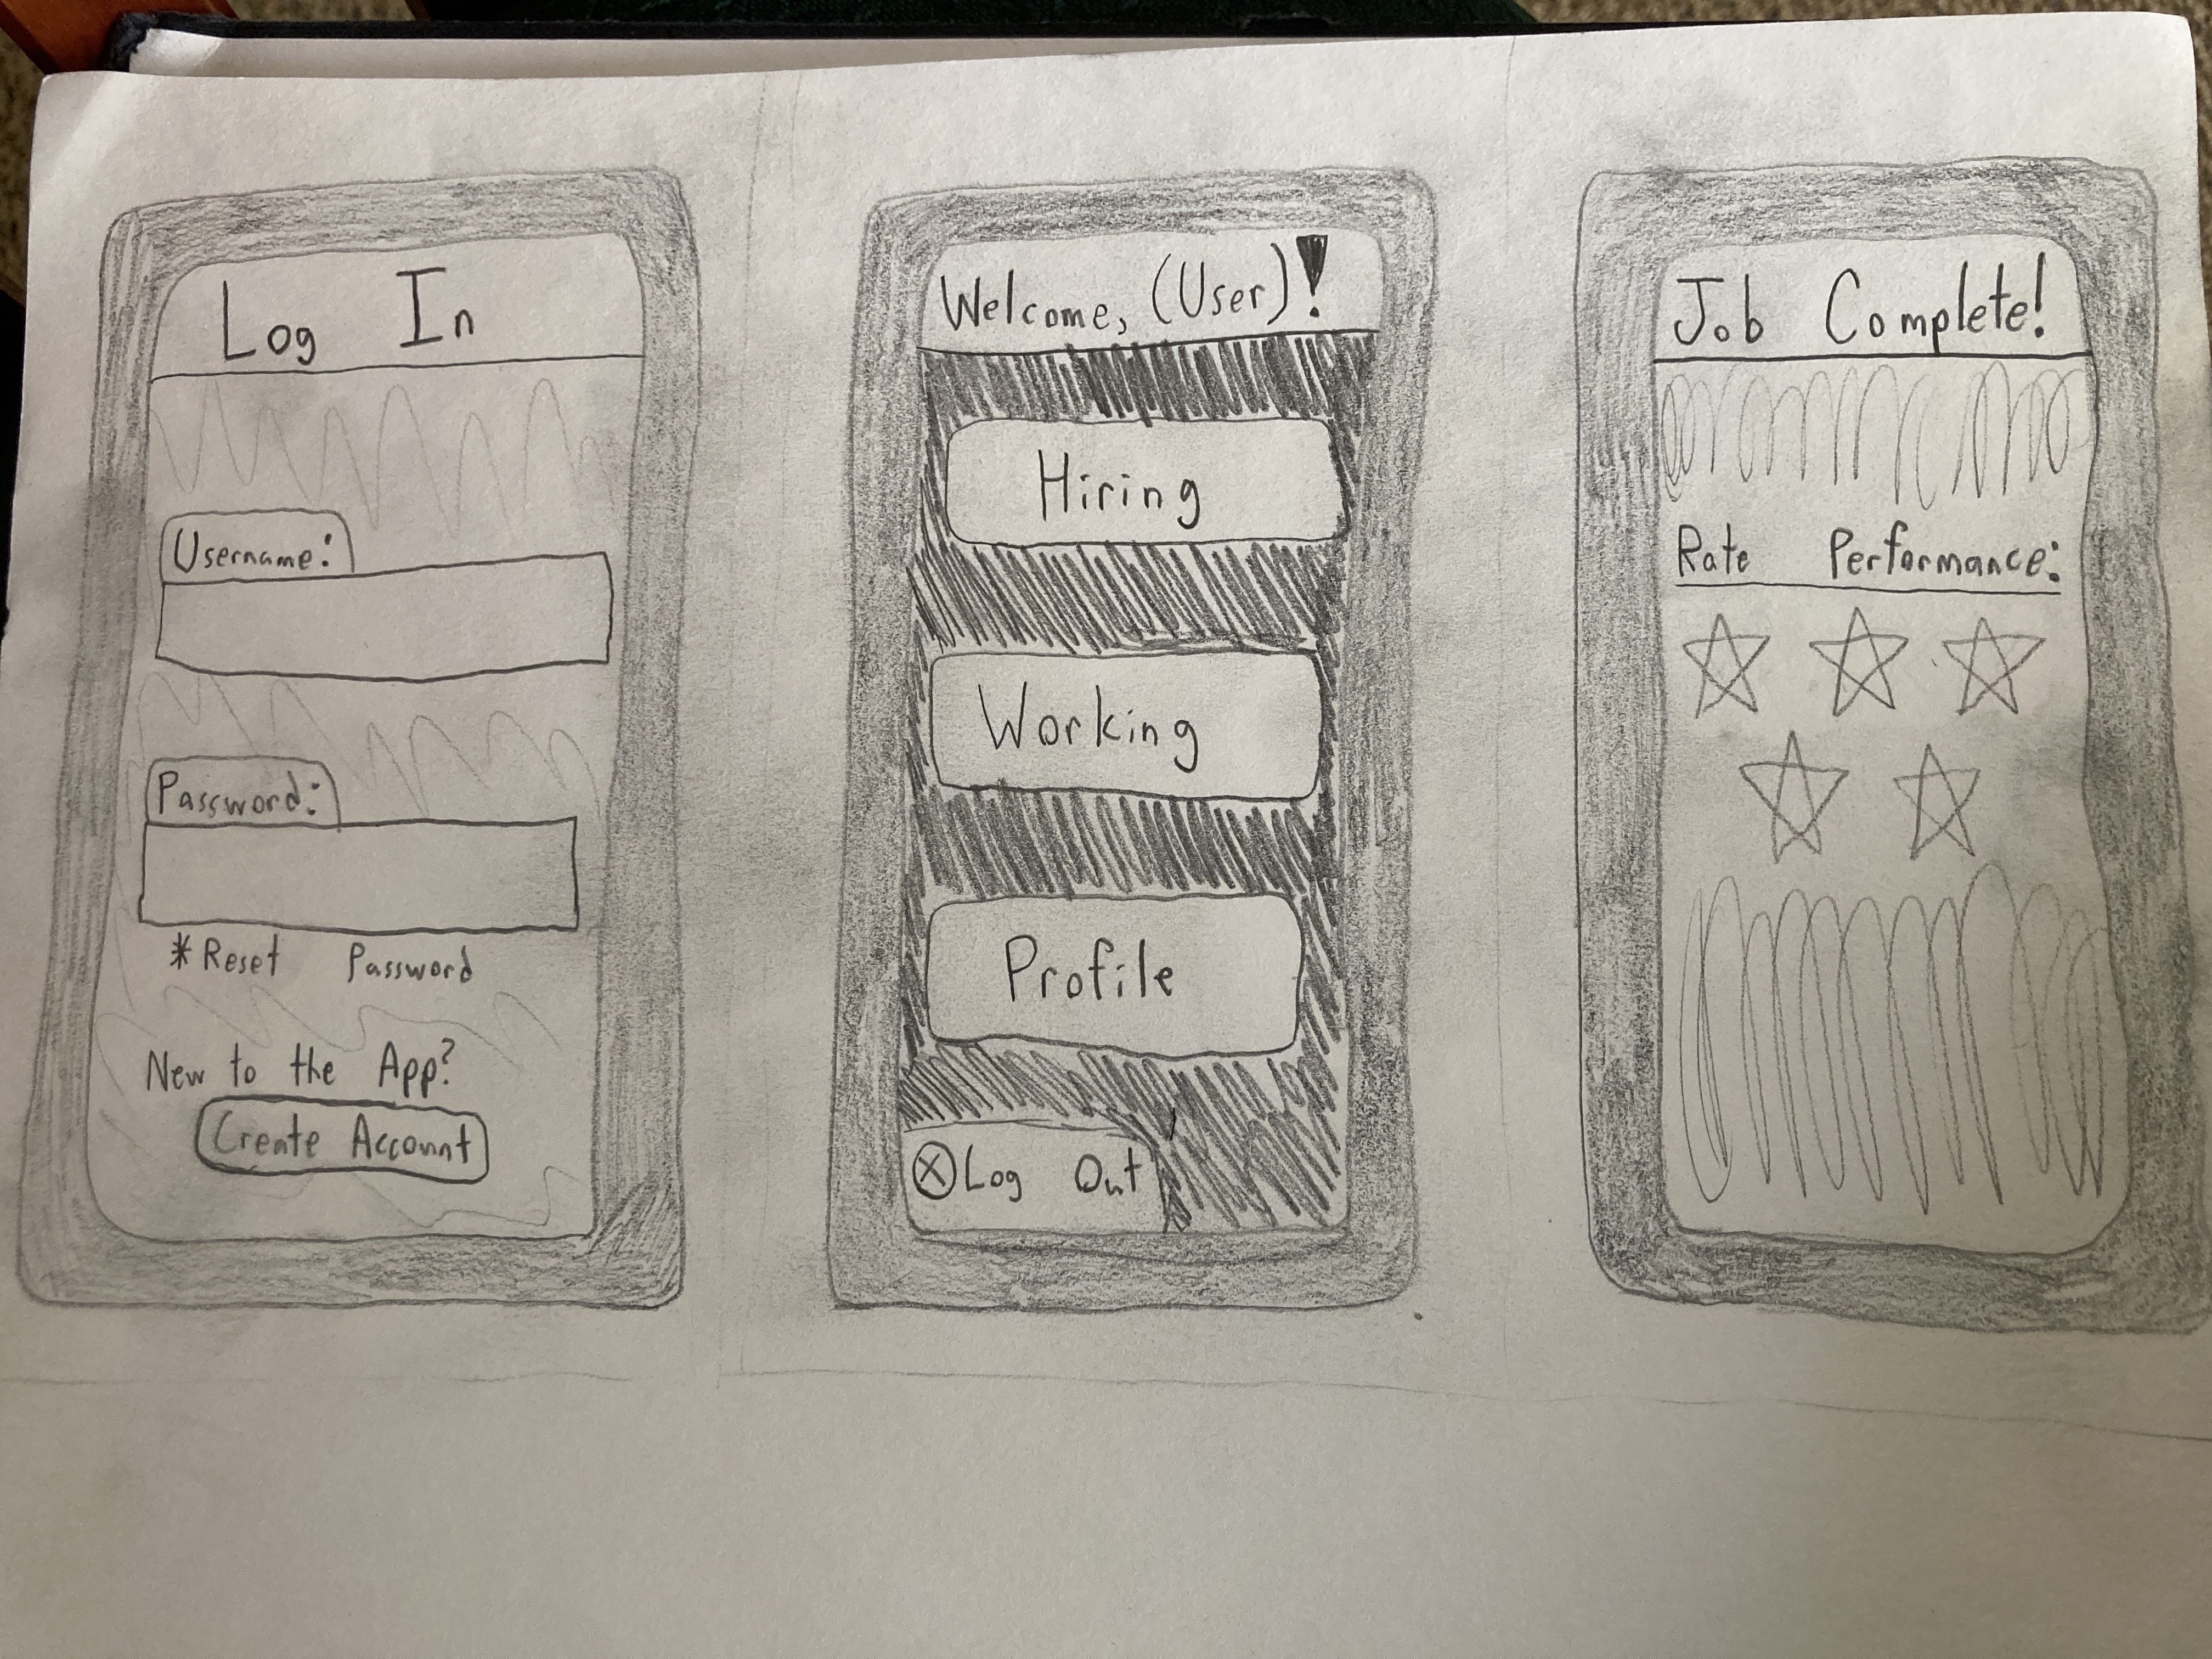 Log In
Username:
Password:
*Reset Password
New to the App?
Create Account
Welcome, (User)!
Hiring
Working
Profile
Log Out
Job Complete!
Rate Performance: